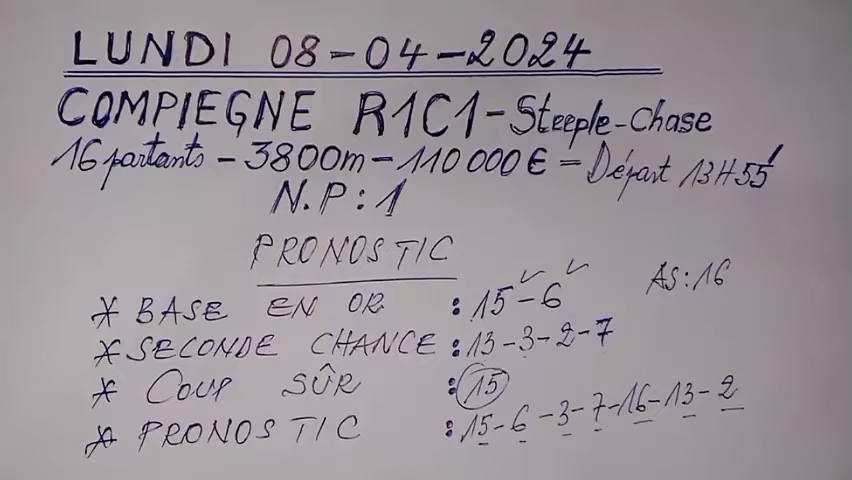 LUNDI 08-04-2024
COMPIEGNE R1C1-Steeple-Chase
16 partants - 3800m - 110 000€ = Départ 13H55'
N.P : 1
PRONOSTIC
AS : 16
* BASE EN OR : 15 - 6
* SECONDE CHANCE : 13 - 3 - 2 - 7
* COUP SÛR : 15
* PRONOSTIC : 15 - 6 - 3 - 7 - 16 - 13 - 2